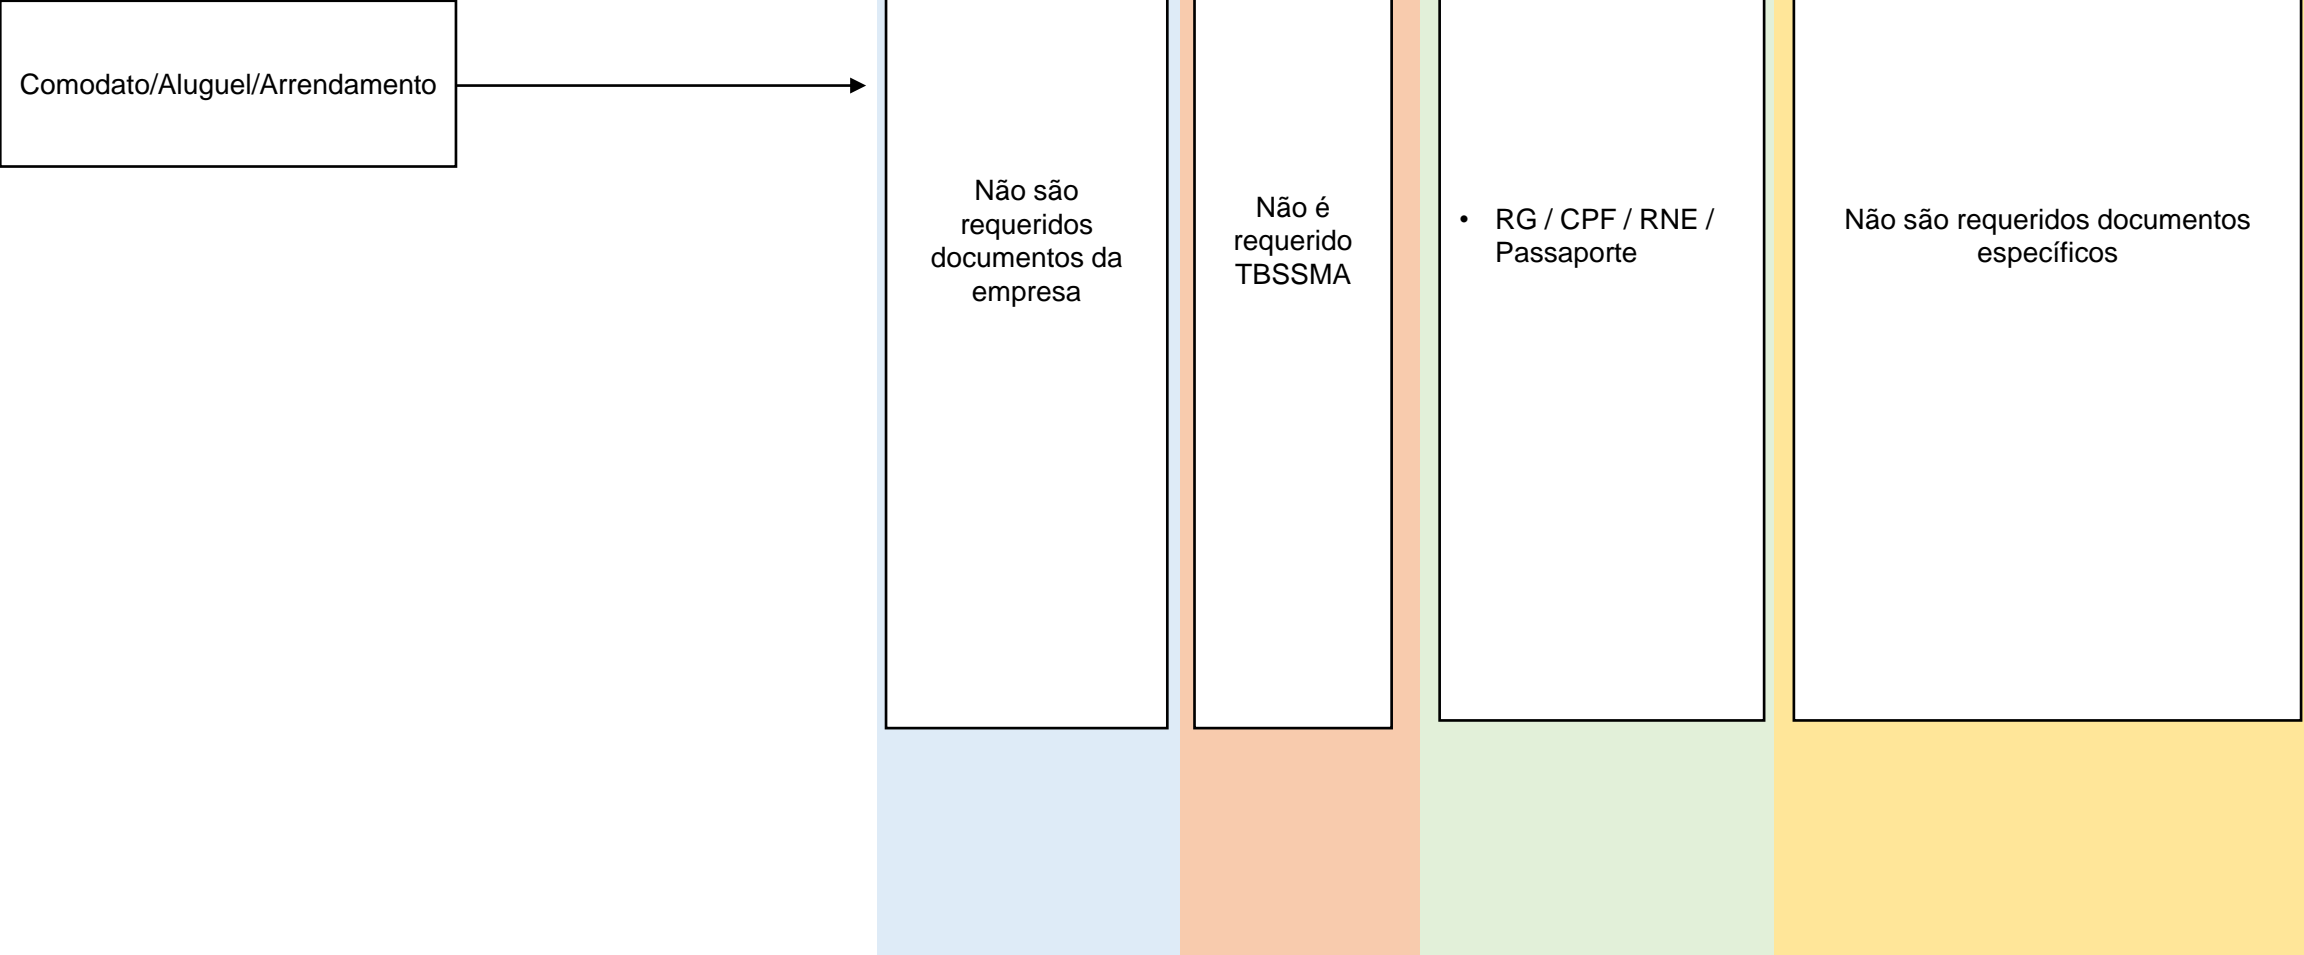 Comodato/Aluguel/Arrendamento
Não são
requeridos
documentos da
empresa
Não é
requerido
TBSSMA
• RG / CPF / RNE /
Passaporte
Não são requeridos documentos
específicos